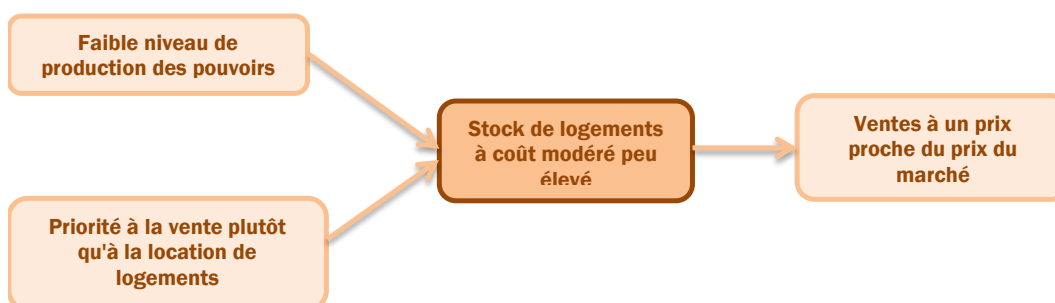 Faible niveau de
production des pouvoirs
Priorité à la vente plutôt
qu'à la location de
logements
Stock de logements
à coût modéré peu
élevé
Ventes à un prix
proche du prix du
marché